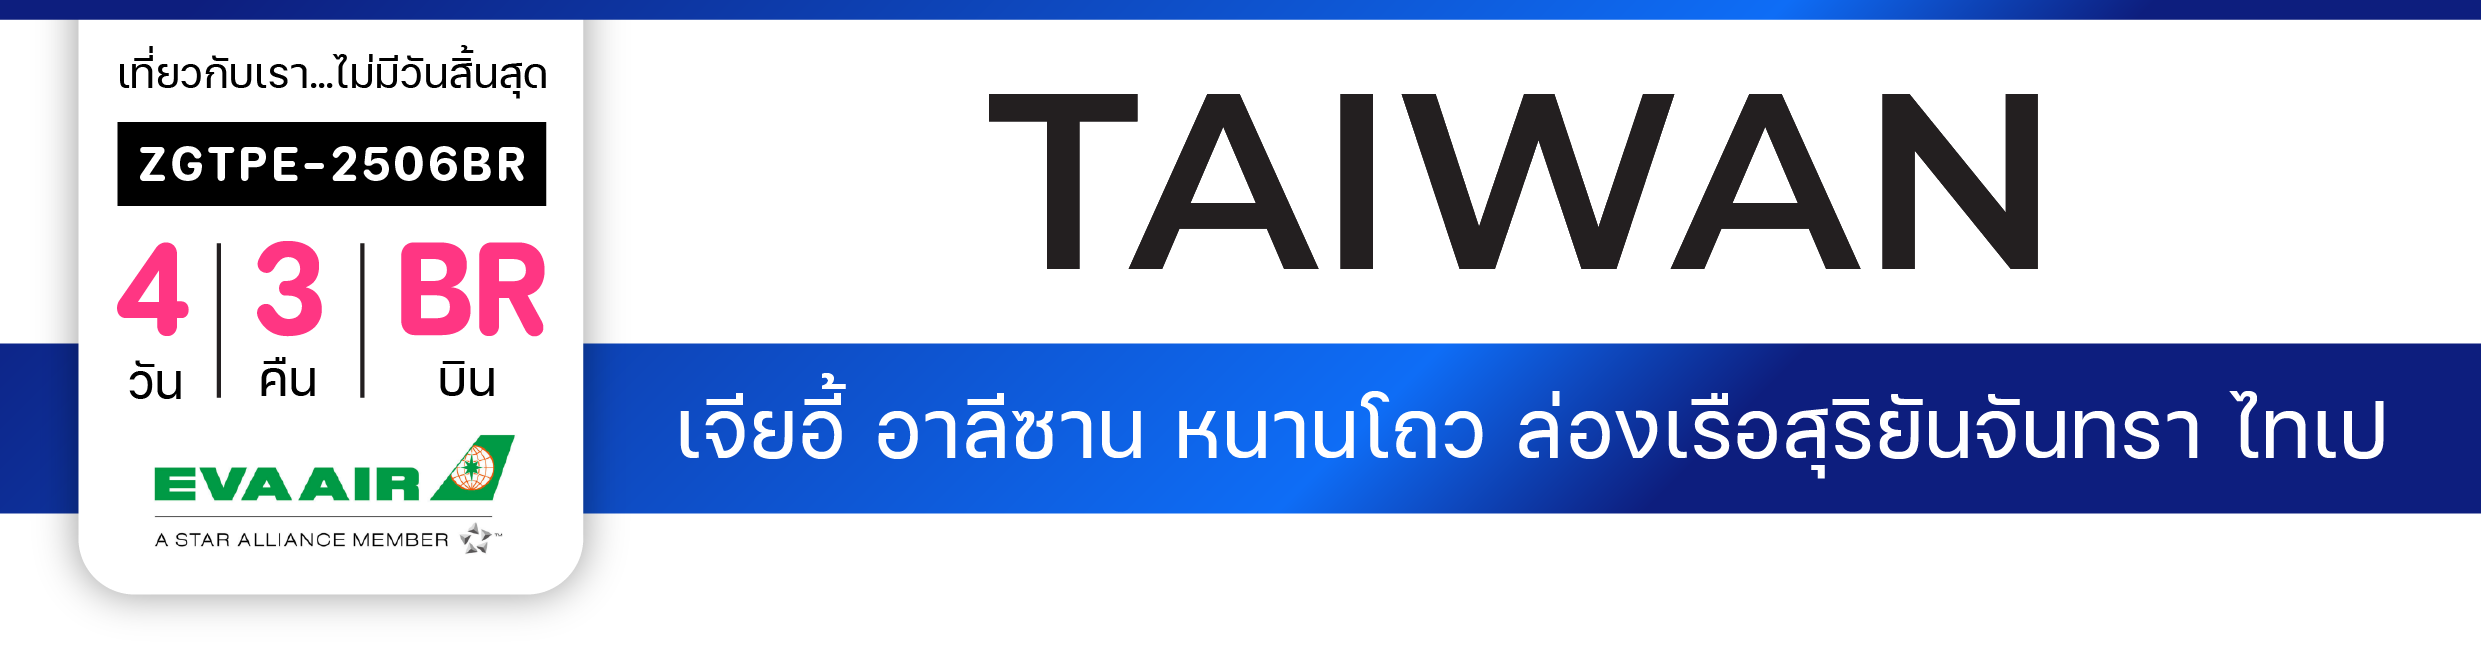 เที่ยวกับเรา...ไม่มีวันสิ้นสุด
ZGTPE-2506BR
4 3 BR
วัน คืน บิน
EVA AIR
A STAR ALLIANCE MEMBER ™
TAIWAN
เจียอี้ อาลีซาน หนานโถว ล่องเรือสุริยันจันทรา ไทเป